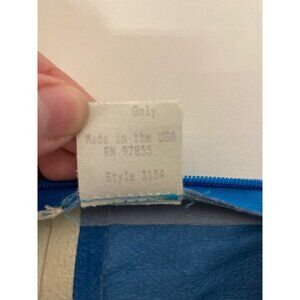 Only
Made in the USA
RN 97855
Style 3154